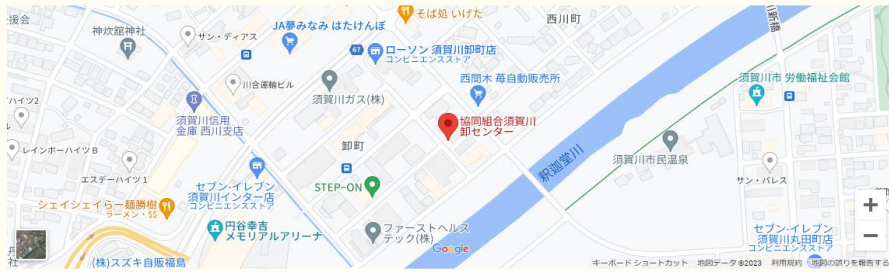 そば処 いげた
西川町
神炊館神社
サン・ディアス
JA夢みなみ はたけんぼ
67
ローソン 須賀川卸町店
コンビニエンスストア
川合運輸ビル
須賀川ガス(株)
西間木 苺自動販売所
須賀川市 労働福祉会館
須賀川信用
金庫 西川支店
協同組合須賀川
卸センター
レインボーハイツB
卸町
釈迦堂川
須賀川市民温泉
エステーハイツ1
セブン-イレブン
須賀川インター店
コンビニエンスストア
STEP-ON
サン・パレス
シェイシェイらー麺勝樹
ラーメン・$$
円谷幸吉
メモリアルアリーナ
ファーストヘルス
テック(株)
セブン-イレブン
須賀川丸田町店
コンビニエンスストア
(株)スズキ自販福島
Google
キーボード ショートカット
地図データ ©2023
利用規約
地図の誤りを報告する
+
−